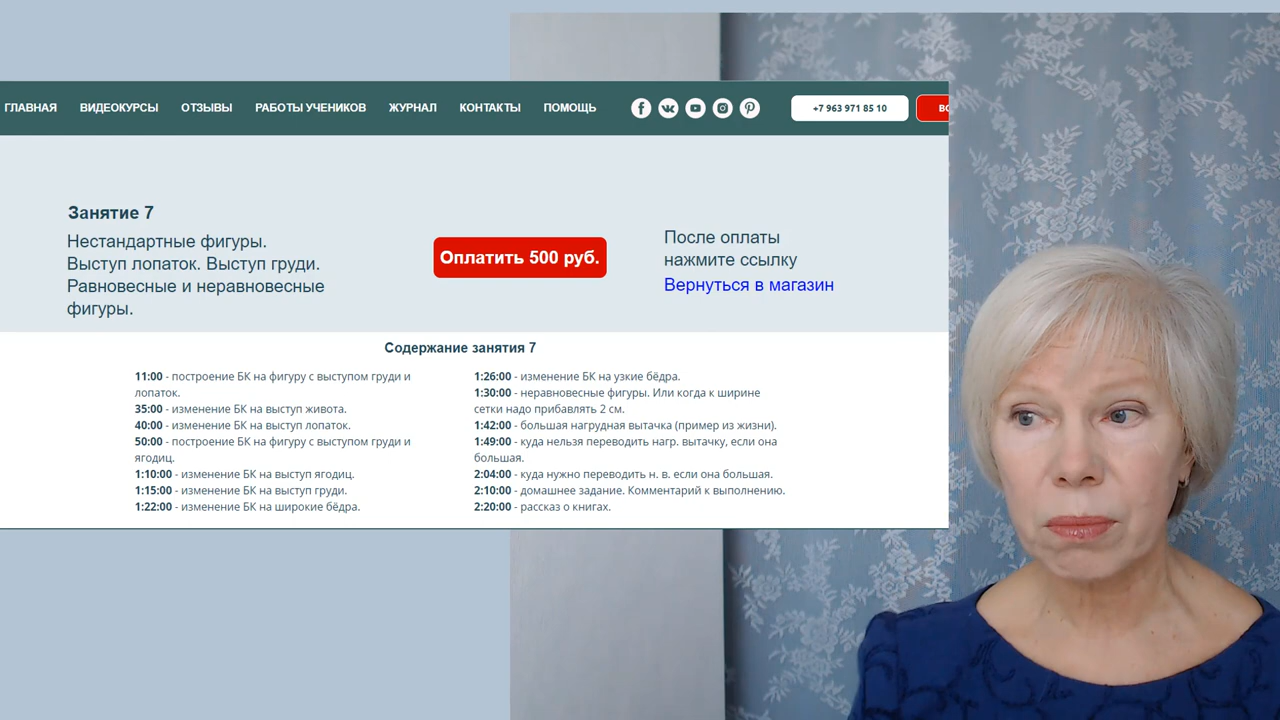 ГЛАВНАЯ ВИДЕОКУРСЫ ОТЗЫВЫ РАБОТЫ УЧЕНИКОВ ЖУРНАЛ КОНТАКТЫ ПОМОЩЬ +7 963 971 85 10
Занятие 7
Нестандартные фигуры.
Выступ лопаток. Выступ груди.
Равновесные и неравновесные
фигуры.
Оплатить 500 руб.
После оплаты
нажмите ссылку
Вернуться в магазин
Содержание занятия 7
11:00 - построение БК на фигуру с выступом груди и
лопаток.
35:00 - изменение БК на выступ живота.
40:00 - изменение БК на выступ лопаток.
50:00 - построение БК на фигуру с выступом груди и
ягодиц.
1:10:00 - изменение БК на выступ ягодиц.
1:15:00 - изменение БК на выступ груди.
1:22:00 - изменение БК на широкие бёдра.
1:26:00 - изменение БК на узкие бёдра.
1:30:00 - неравновесные фигуры. Или когда к ширине
сетки надо прибавлять 2 см.
1:42:00 - большая нагрудная вытачка (пример из жизни).
1:49:00 - куда нельзя переводить нагр. вытачку, если она
большая.
2:04:00 - куда нужно переводить н. в. если она большая.
2:10:00 - домашнее задание. Комментарий к выполнению.
2:20:00 - рассказ о книгах.